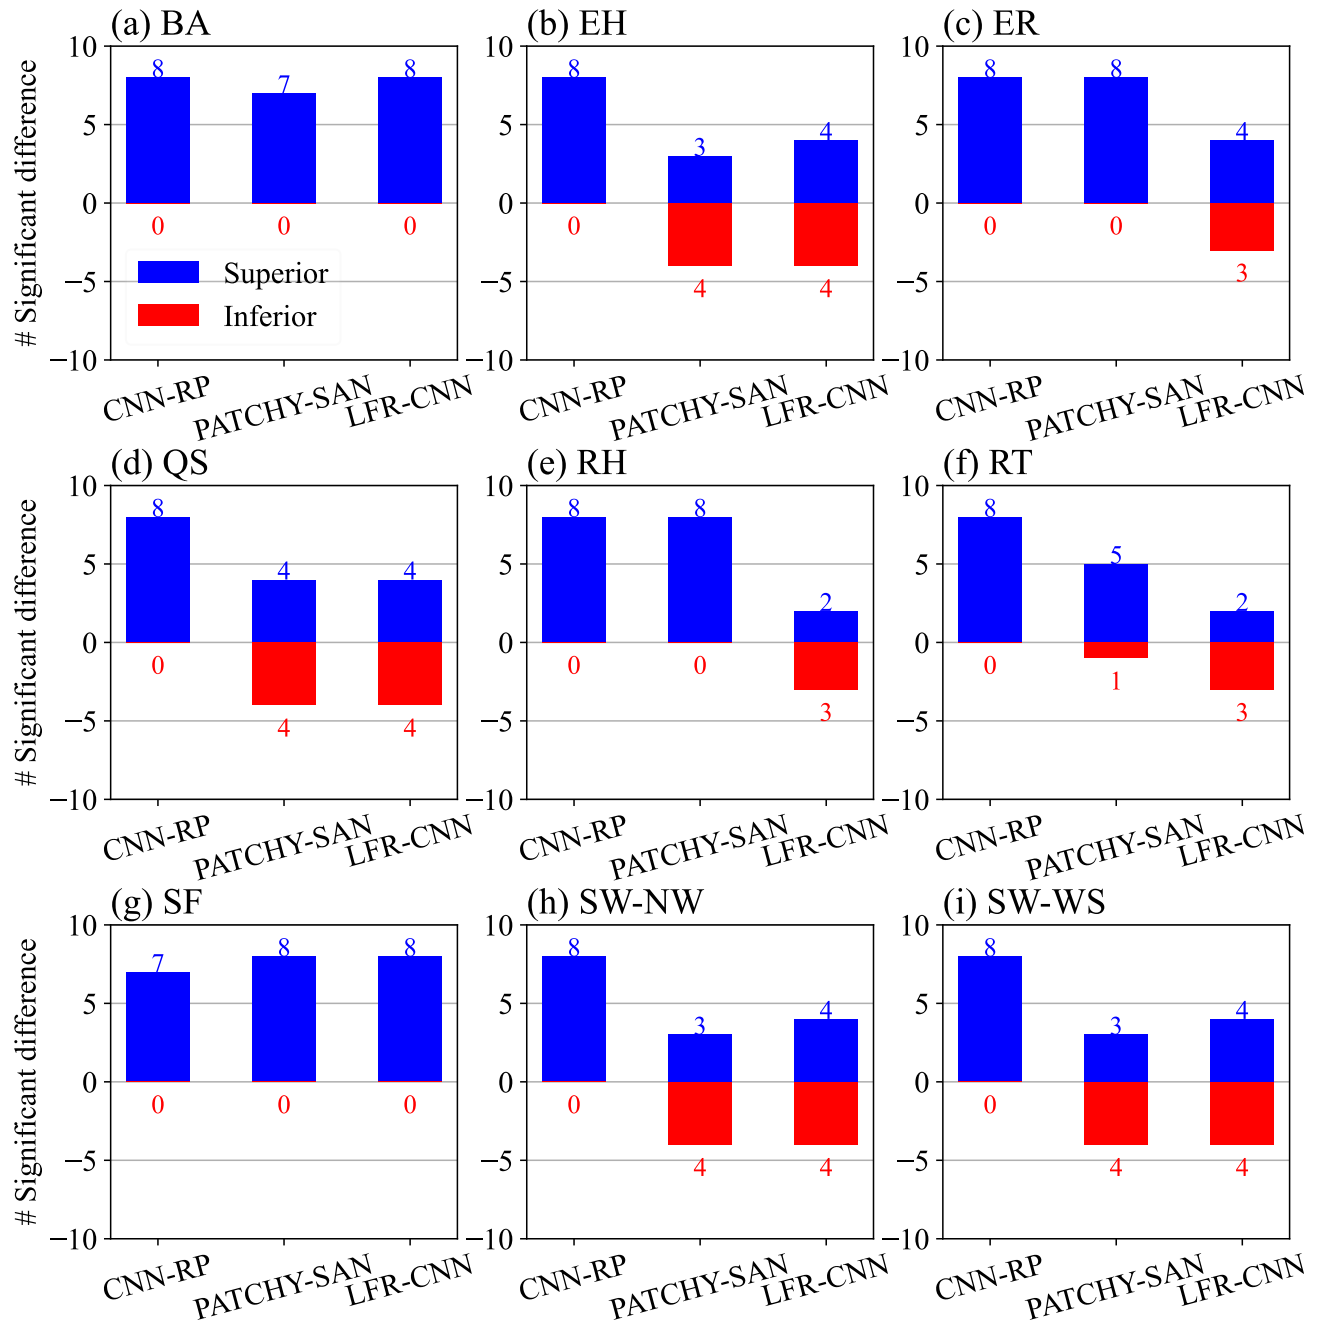 (a) BA
(b) EH
(c) ER
# Significant difference
10
5
0
−5
−10
8
7
8
0
0
0
Superior
Inferior
CNN-RP
PATCHY-SAN
LFR-CNN
10
5
0
−5
−10
8
3
4
0
4
4
CNN-RP
PATCHY-SAN
LFR-CNN
10
5
0
−5
−10
8
8
4
0
0
3
CNN-RP
PATCHY-SAN
LFR-CNN
(d) QS
(e) RH
(f) RT
# Significant difference
10
5
0
−5
−10
8
4
4
0
4
4
CNN-RP
PATCHY-SAN
LFR-CNN
10
5
0
−5
−10
8
8
2
0
0
3
CNN-RP
PATCHY-SAN
LFR-CNN
10
5
0
−5
−10
8
5
2
0
1
3
CNN-RP
PATCHY-SAN
LFR-CNN
(g) SF
(h) SW-NW
(i) SW-WS
# Significant difference
10
5
0
−5
−10
7
8
8
0
0
0
CNN-RP
PATCHY-SAN
LFR-CNN
10
5
0
−5
−10
8
3
4
0
4
4
CNN-RP
PATCHY-SAN
LFR-CNN
10
5
0
−5
−10
8
3
4
0
4
4
CNN-RP
PATCHY-SAN
LFR-CNN